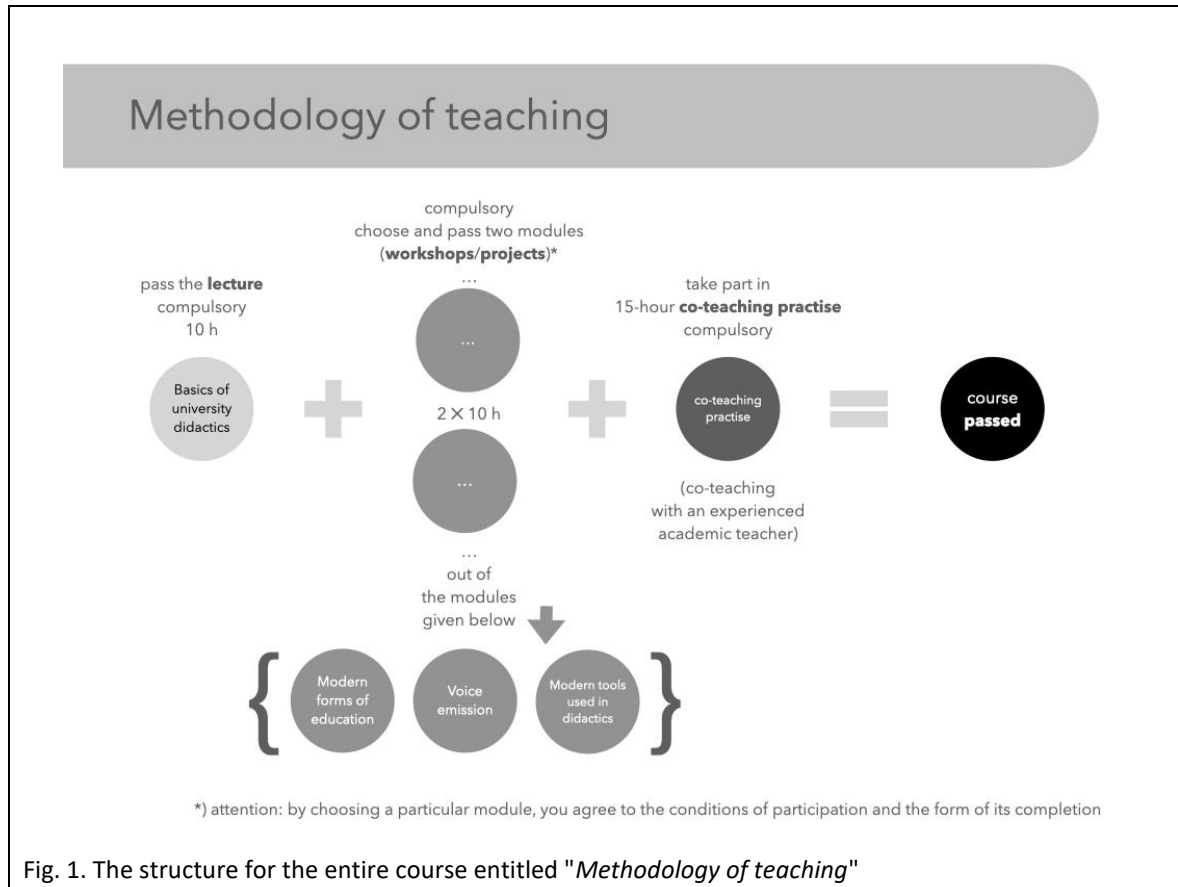 Methodology of teaching
pass the lecture
compulsory
10 h
Basics of
university
didactics
compulsory
choose and pass two modules
(workshops/projects)*
...
...
2 × 10 h
...
...
out of
the modules
given below
take part in
15-hour co-teaching practise
compulsory
co-teaching
practise
(co-teaching
with an experienced
academic teacher)
course
passed
Modern
forms of
education
Voice
emission
Modern tools
used in
didactics
*) attention: by choosing a particular module, you agree to the conditions of participation and the form of its completion
Fig. 1. The structure for the entire course entitled "Methodology of teaching"